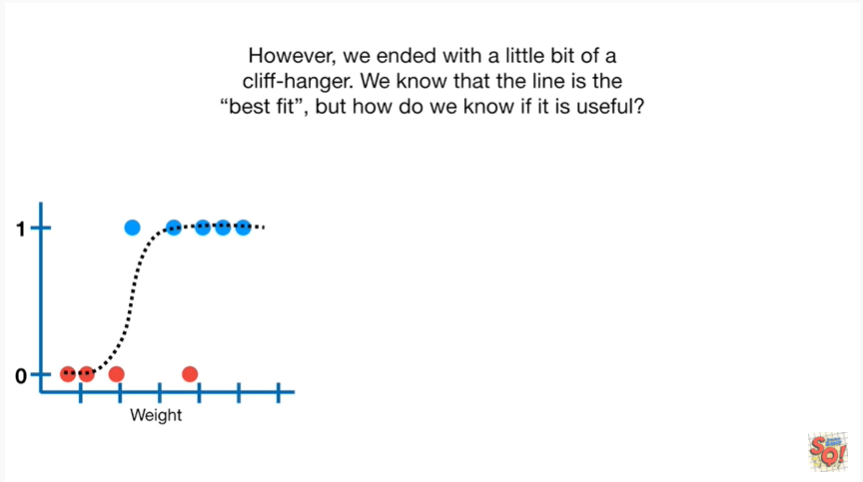 However, we ended with a little bit of a
cliff-hanger. We know that the line is the
“best fit”, but how do we know if it is useful?
1
0
Weight
SQ!